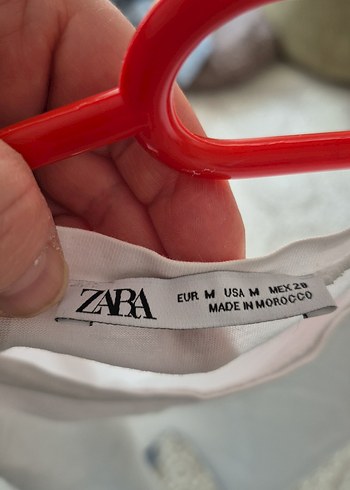 ZARA
EUR M USA M MEX 28
MADE IN MOROCCO